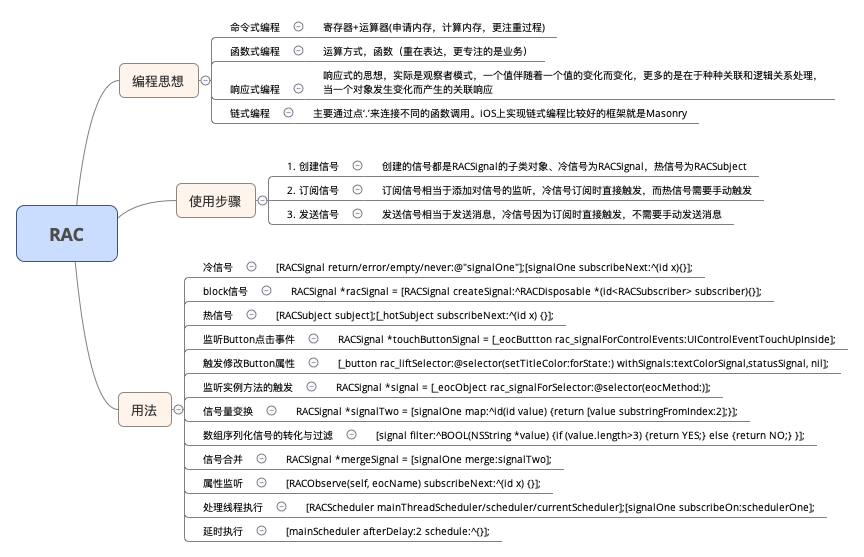 RAC
编程思想
命令式编程 寄存器+运算器(申请内存，计算内存，更注重过程)
函数式编程 运算方式，函数（重在表达，更专注的是业务）
响应式编程 响应式的思想，实际是观察者模式，一个值伴随着一个值的变化而变化，更多的是在于种种关联和逻辑关系处理，
当一个对象发生变化而产生的关联响应
链式编程 主要通过点‘.’来连接不同的函数调用。iOS上实现链式编程比较好的框架就是Masonry
使用步骤
1. 创建信号 创建的信号都是RACSignal的子类对象、冷信号为RACSignal，热信号为RACSubject
2. 订阅信号 订阅信号相当于添加对信号的监听，冷信号订阅时直接触发，而热信号需要手动触发
3. 发送信号 发送信号相当于发送消息，冷信号因为订阅时直接触发，不需要手动发送消息
用法
冷信号 [RACSignal return/error/empty/never:@"signalOne"];[signalOne subscribeNext:^(id x){}];
block信号 RACSignal *racSignal = [RACSignal createSignal:^RACDisposable *(id<RACSubscriber> subscriber){}];
热信号 [RACSubject subject];[_hotSubject subscribeNext:^(id x) {}];
监听Button点击事件 RACSignal *touchButtonSignal = [_eocButtton rac_signalForControlEvents:UIControlEventTouchUpInside];
触发修改Button属性 [_button rac_liftSelector:@selector(setTitleColor:forState:) withSignals:textColorSignal,statusSignal, nil];
监听实例方法的触发 RACSignal *signal = [_eocObject rac_signalForSelector:@selector(eocMethod:)];
信号量变换 RACSignal *signalTwo = [signalOne map:^id(id value) {return [value substringFromIndex:2];}];
数组序列化信号的转化与过滤 [signal filter:^BOOL(NSString *value) {if (value.length>3) {return YES;} else {return NO;} }];
信号合并 RACSignal *mergeSignal = [signalOne merge:signalTwo];
属性监听 [RACObserve(self, eocName) subscribeNext:^(id x) {}];
处理线程执行 [RACScheduler mainThreadScheduler/scheduler/currentScheduler];[signalOne subscribeOn:schedulerOne];
延时执行 [mainScheduler afterDelay:2 schedule:^{}];